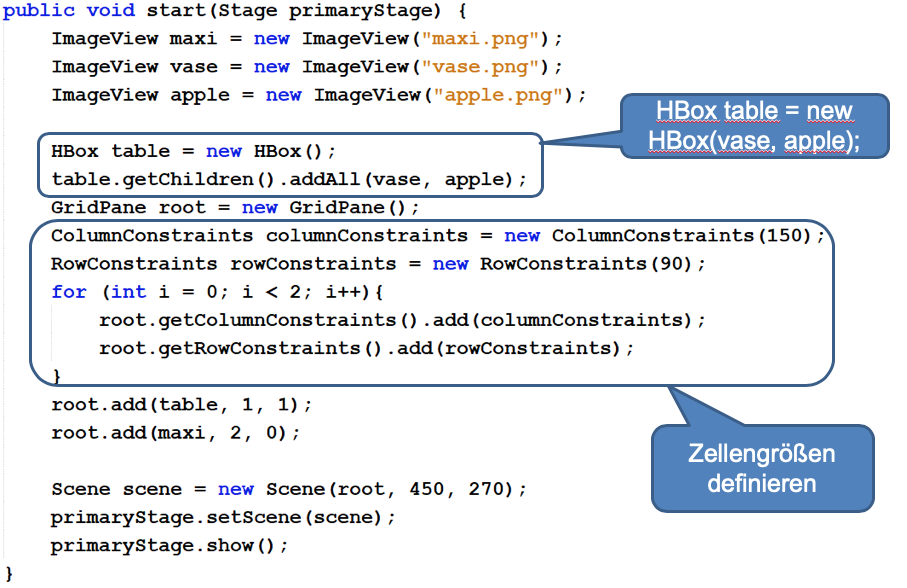 public void start(Stage primaryStage) {
ImageView maxi = new ImageView("maxi.png");
ImageView vase = new ImageView("vase.png");
ImageView apple = new ImageView("apple.png");
HBox table = new
HBox(vase, apple);
HBox table = new HBox();
table.getChildren().addAll(vase, apple);
GridPane root = new GridPane();
ColumnConstraints columnConstraints = new ColumnConstraints(150);
RowConstraints rowConstraints = new RowConstraints(90);
for (int i = 0; i < 2; i++){
root.getColumnConstraints().add(columnConstraints);
root.getRowConstraints().add(rowConstraints);
}
root.add(table, 1, 1);
root.add(maxi, 2, 0);
Zellengrößen
definieren
Scene scene = new Scene(root, 450, 270);
primaryStage.setScene(scene);
primaryStage.show();
}